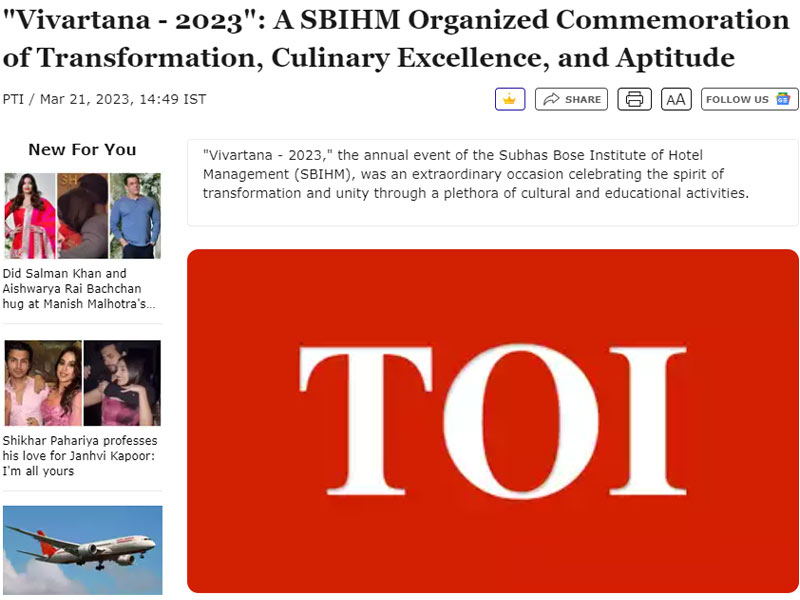 "Vivartana - 2023": A SBIHM Organized Commemoration
of Transformation, Culinary Excellence, and Aptitude
PTI / Mar 21, 2023, 14:49 IST
SHARE
AA
FOLLOW US
New For You
Did Salman Khan and
Aishwarya Rai Bachchan
hug at Manish Malhotra's...
Shikhar Pahariya professes
his love for Janhvi Kapoor:
I'm all yours
"Vivartana - 2023," the annual event of the Subhas Bose Institute of Hotel
Management (SBIHM), was an extraordinary occasion celebrating the spirit of
transformation and unity through a plethora of cultural and educational activities.
TOI